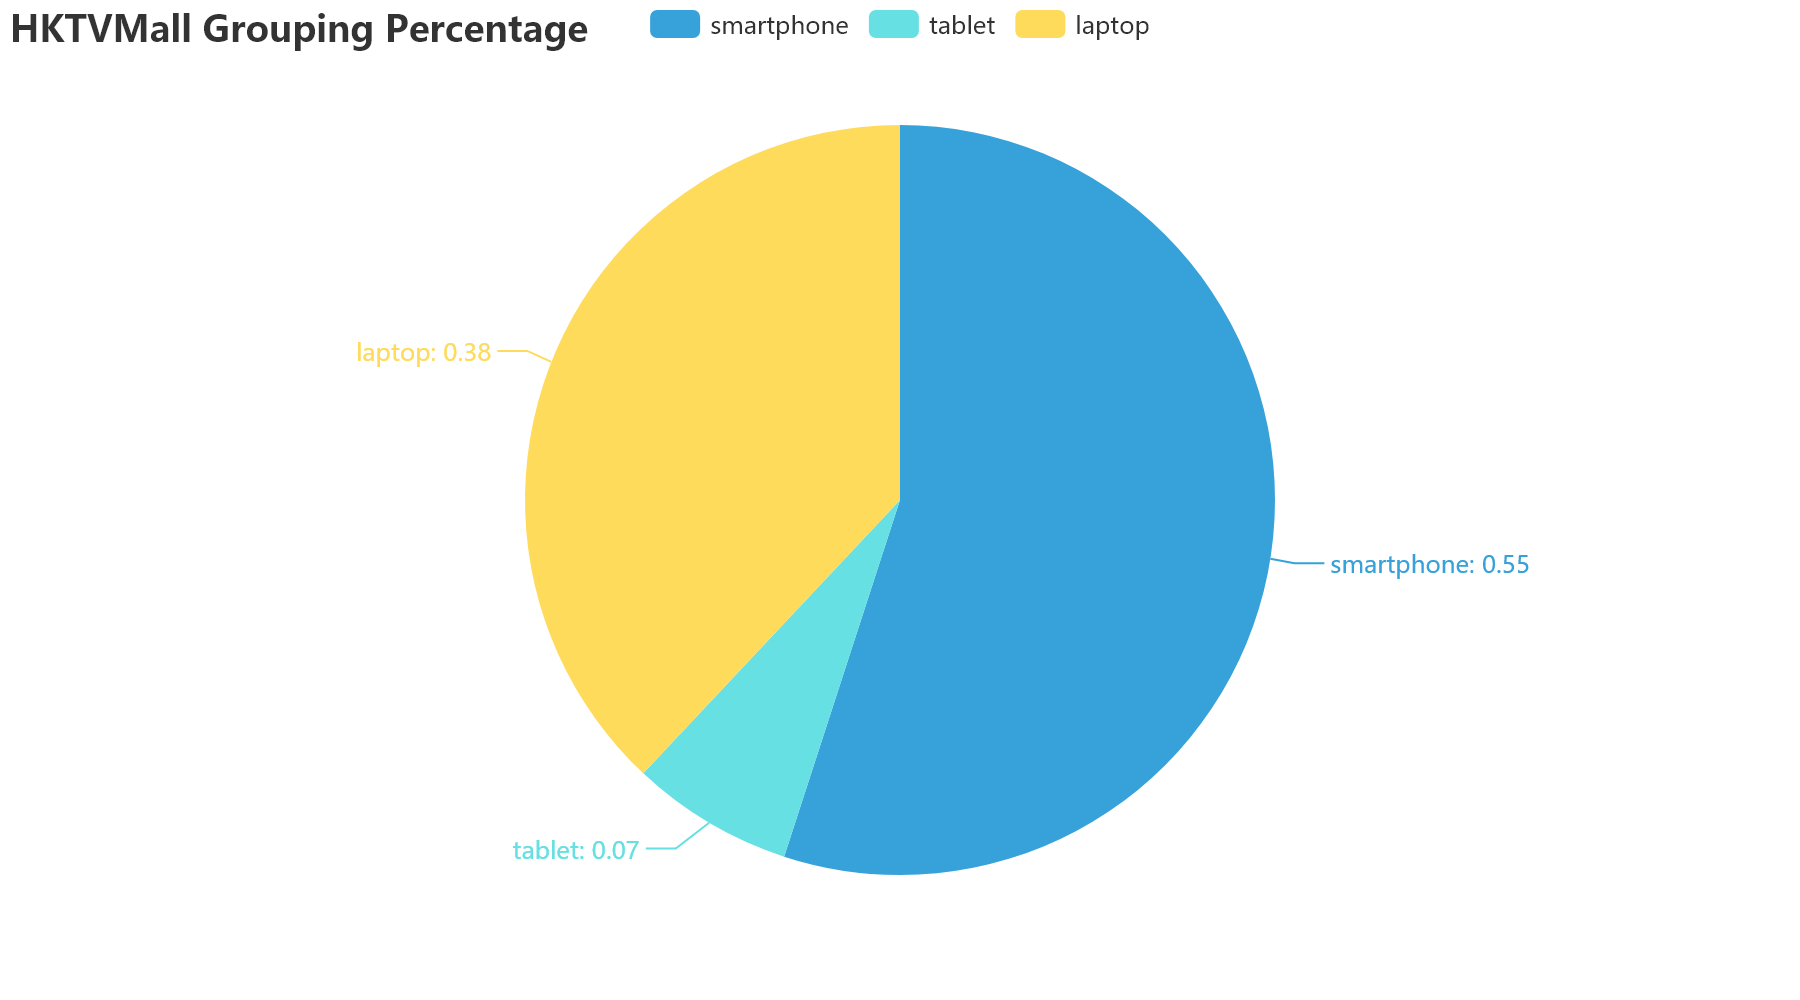 HKTVMall Grouping Percentage
smartphone
tablet
laptop
laptop: 0.38
smartphone: 0.55
tablet: 0.07